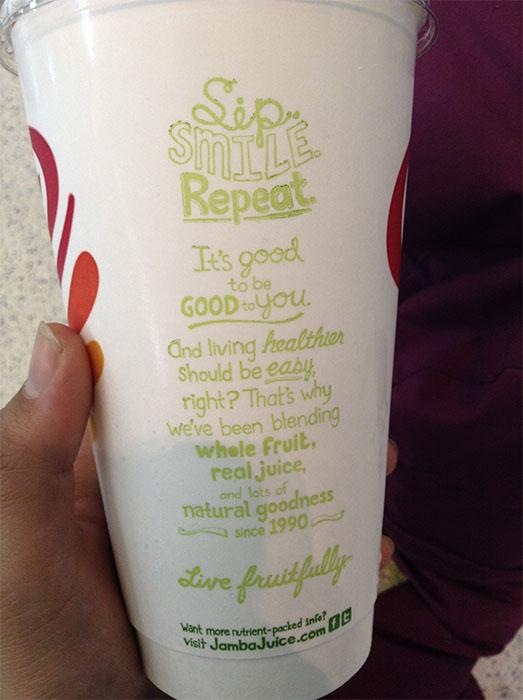 Sip.
SMILE.
Repeat.
It's good
to be
GOOD to you.
And living healthier
should be easy,
right? That's why
we've been blending
whole fruit,
real juice,
and lots of
natural goodness
since 1990
Live fruitfully.
Want more nutrient-packed info?
visit JambaJuice.com f t